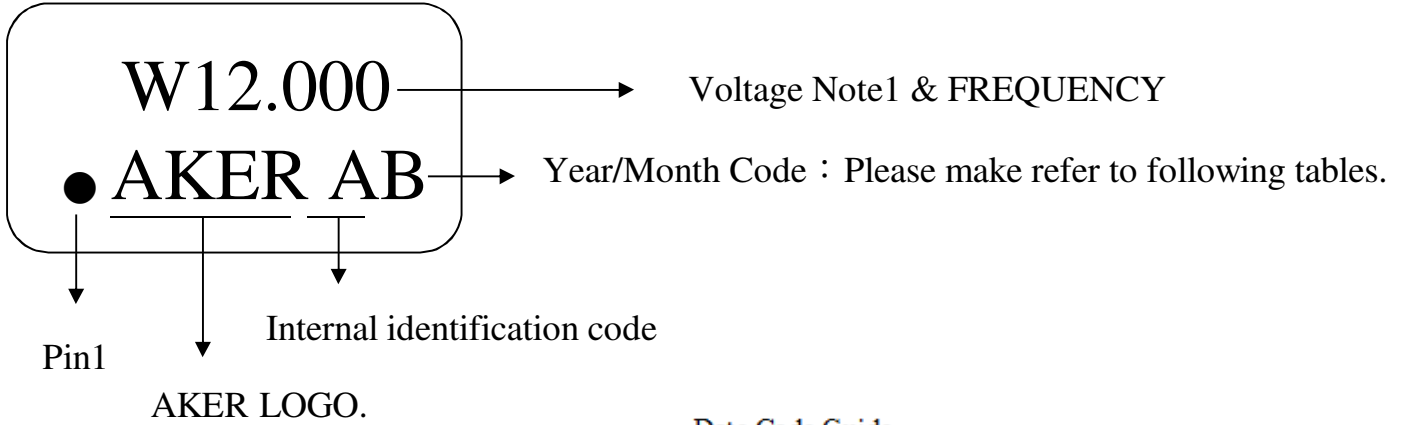 W12.000
Voltage Note1 & FREQUENCY
AKER AB
Year/Month Code：Please make refer to following tables.
Internal identification code
Pin1
AKER LOGO.